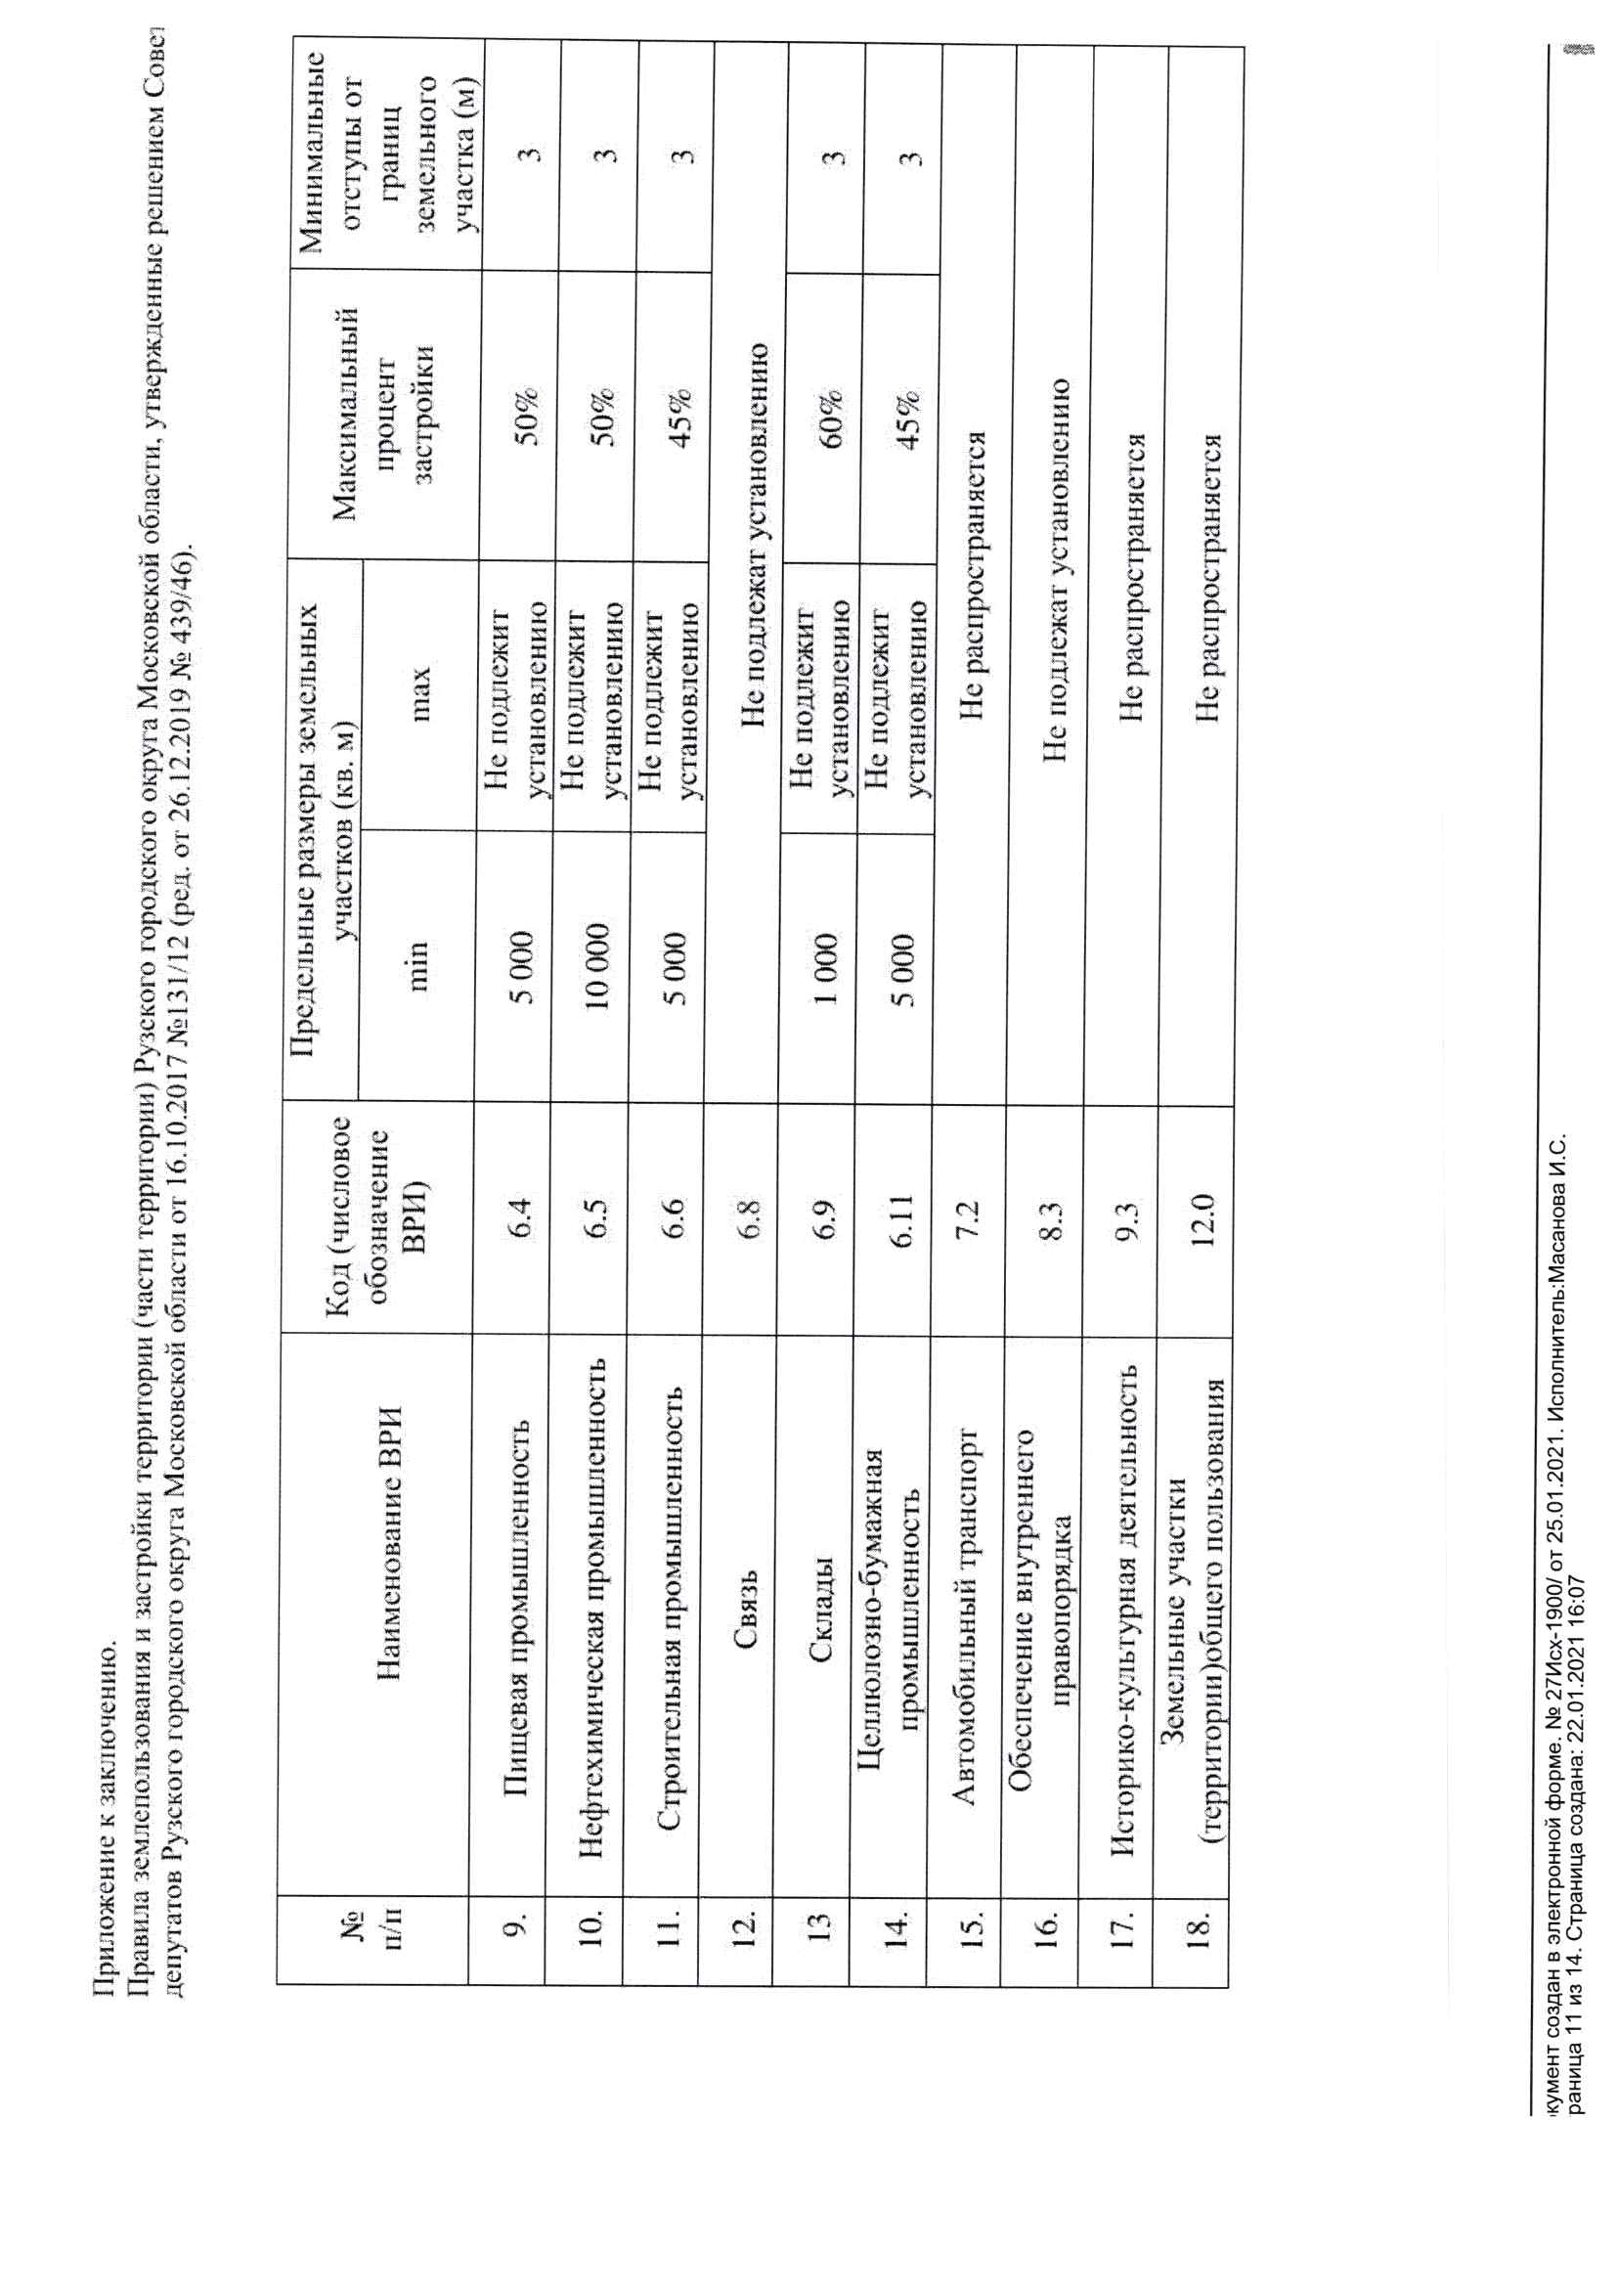 Приложение к заключению.
Правила землепользования и застройки территории (части территории) Рузского городского округа Московской области, утвержденные решением Совет
депутатов Рузского городского округа Московской области от 16.10.2017 №131/12 (ред. от 26.12.2019 № 439/46).
№
п/п
Наименование ВРИ
Код (числовое
обозначение
ВРИ)
Предельные размеры земельных
участков (кв. м)
min
max
Максимальный
процент
застройки
Минимальные
отступы от
границ
земельного
участка (м)
9.
Пищевая промышленность
6.4
5 000
Не подлежит
установлению
50%
3
10.
Нефтехимическая промышленность
6.5
10 000
Не подлежит
установлению
50%
3
11.
Строительная промышленность
6.6
5 000
Не подлежит
установлению
45%
3
12.
Связь
6.8
Не подлежат установлению
13
Склады
6.9
1 000
Не подлежит
установлению
60%
3
14.
Целлюлозно-бумажная
промышленность
6.11
5 000
Не подлежит
установлению
45%
3
15.
Автомобильный транспорт
7.2
Не распространяется
16.
Обеспечение внутреннего
правопорядка
8.3
Не подлежат установлению
17.
Историко-культурная деятельность
9.3
Не распространяется
18.
Земельные участки
(территории)общего пользования
12.0
Не распространяется
кумент создан в электронной форме. № 27Исх-1900/ от 25.01.2021. Исполнитель:Масанова И.С.
раница 11 из 14. Страница создана: 22.01.2021 16:07